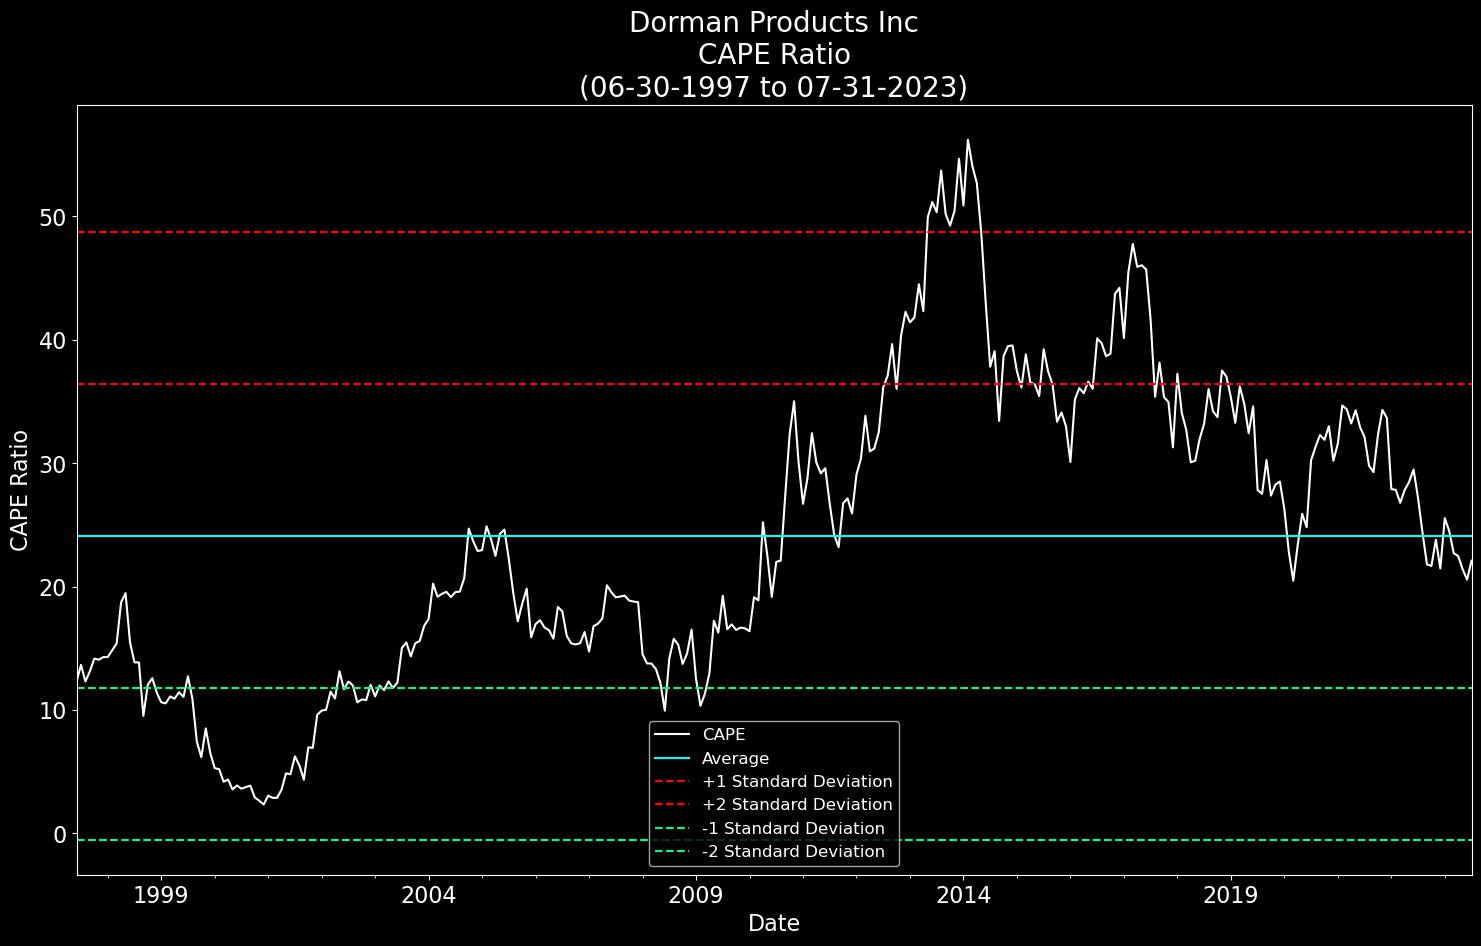 Dorman Products Inc
CAPE Ratio
(06-30-1997 to 07-31-2023)
CAPE Ratio
50
40
30
20
10
0
CAPE
Average
+1 Standard Deviation
+2 Standard Deviation
-1 Standard Deviation
-2 Standard Deviation
1999 2004 2009 2014 2019
Date